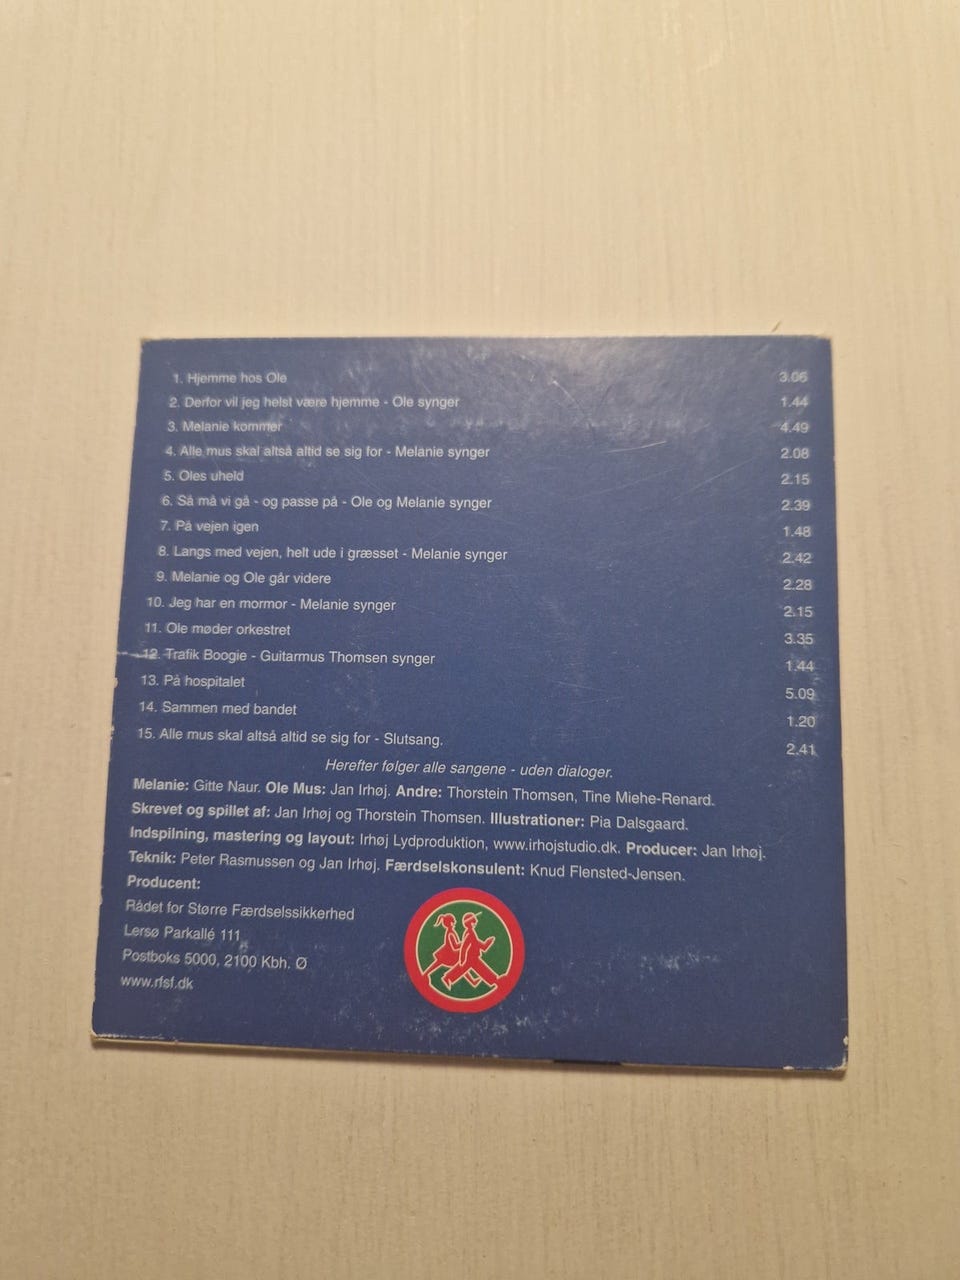 1. Hjemme hos Ole 3.06
2. Derfor vil jeg helst være hjemme - Ole synger 1.44
3. Melanie kommer 4.49
4. Alle mus skal altså altid se sig for - Melanie synger 2.08
5. Oles uheld 2.15
6. Så må vi gå - og passe på - Ole og Melanie synger 2.39
7. På vejen igen 1.48
8. Langs med vejen, helt ude i græsset - Melanie synger 2.42
9. Melanie og Ole går videre 2.28
10. Jeg har en mormor - Melanie synger 2.15
11. Ole møder orkestret 3.35
12. Trafik Boogie - Guitarmus Thomsen synger 1.44
13. På hospitalet 5.09
14. Sammen med bandet 1.20
15. Alle mus skal altså altid se sig for - Slutsang. 2.41
Herefter følger alle sangene - uden dialoger.
Melanie: Gitte Naur. Ole Mus: Jan Irhøj. Andre: Thorstein Thomsen, Tine Miehe-Renard.
Skrevet og spillet af: Jan Irhøj og Thorstein Thomsen. Illustrationer: Pia Dalsgaard.
Indspilning, mastering og layout: Irhøj Lydproduktion, www.irhojstudio.dk. Producer: Jan Irhøj.
Teknik: Peter Rasmussen og Jan Irhøj. Færdselskonsulent: Knud Flensted-Jensen.
Producent:
Rådet for Større Færdselssikkerhed
Lersø Parkallé 111
Postboks 5000, 2100 Kbh. Ø
www.rfsf.dk